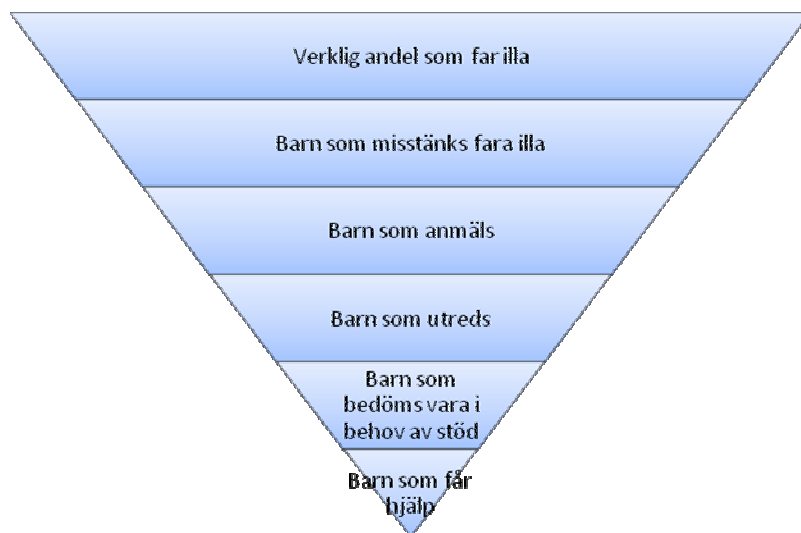 Verklig andel som far illa
Barn som misstänks fara illa
Barn som anmäls
Barn som utreds
Barn som
bedöms vara i
behov av stöd
Barn som får
hjälp